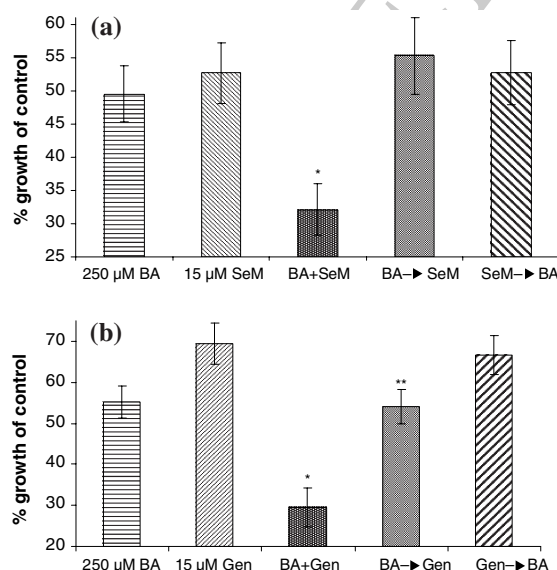 (a)
% growth of control
60
55
50
45
40
35
30
25
*
250 µM BA 15 µM SeM BA+SeM BA–▶ SeM SeM–▶ BA
(b)
% growth of control
70
60
50
40
30
20
*
**
250 µM BA 15 µM Gen BA+Gen BA–▶ Gen Gen–▶ BA